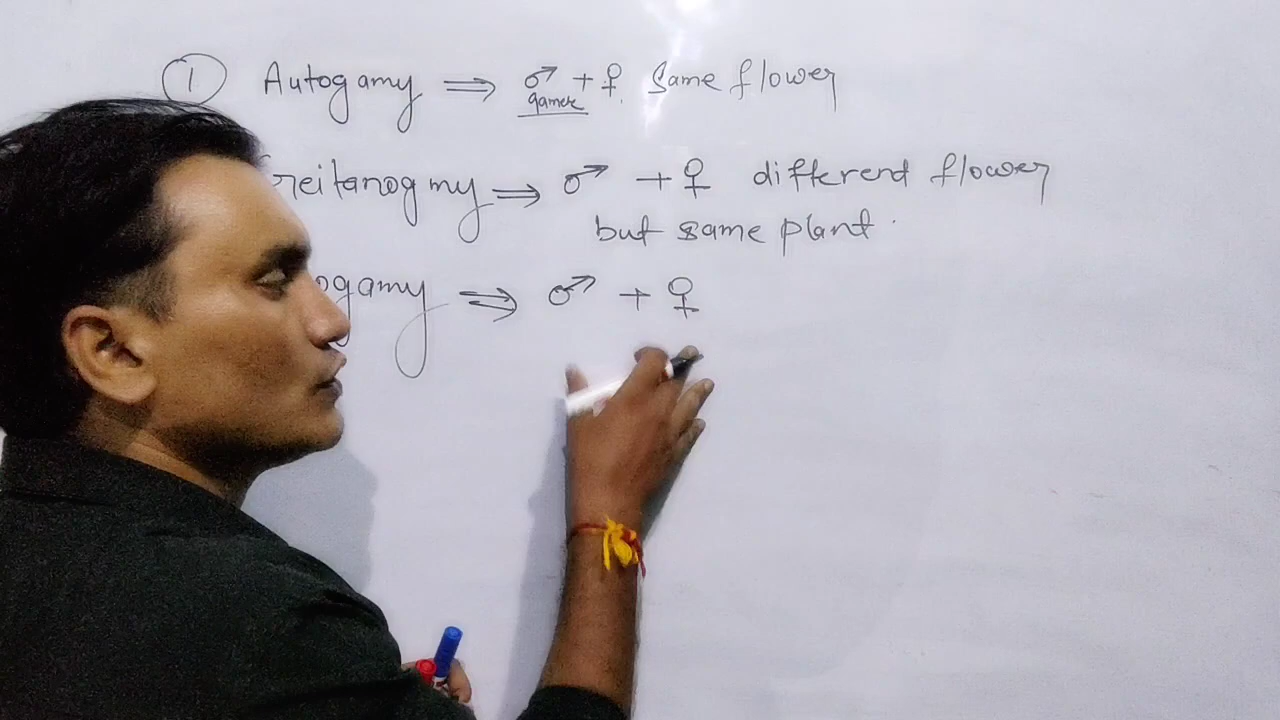 ① Autogamy ⇒ ♂ + ♀ Same flower
gamete
reitanogmy ⇒ ♂ + ♀ different flower
but same plant.
ogamy ⇒ ♂ + ♀